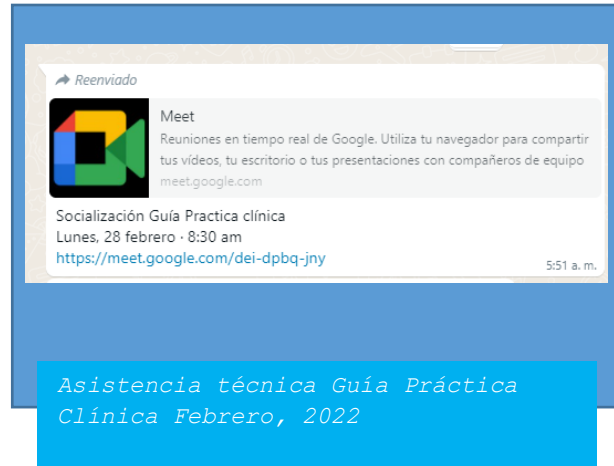 Reenviado
Meet
Reuniones en tiempo real de Google. Utiliza tu navegador para compartir
tus vídeos, tu escritorio o tus presentaciones con compañeros de equipo
meet.google.com
Socialización Guía Practica clínica
Lunes, 28 febrero · 8:30 am
https://meet.google.com/dei-dpbq-jny
5:51 a. m.
Asistencia técnica Guía Práctica
Clínica Febrero, 2022